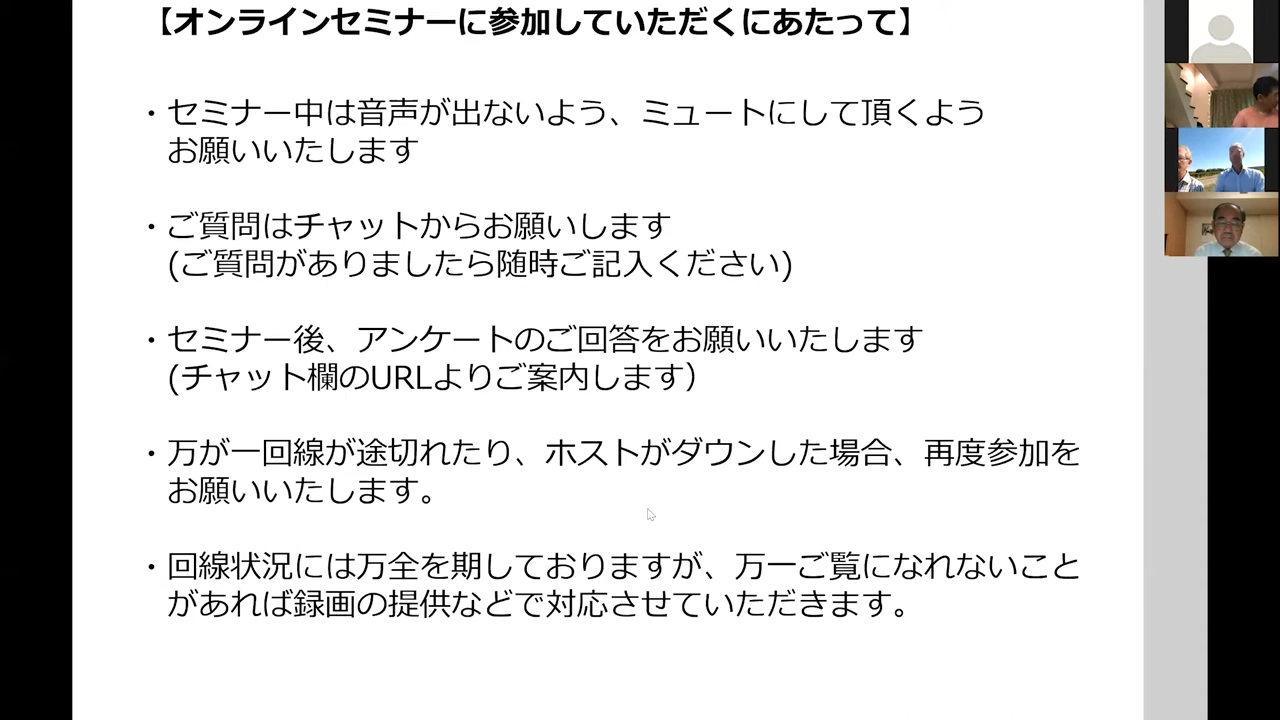 【オンラインセミナーに参加していただくにあたって】
・セミナー中は音声が出ないよう、ミュートにして頂くよう
お願いいたします
・ご質問はチャットからお願いします
(ご質問がありましたら随時ご記入ください)
・セミナー後、アンケートのご回答をお願いいたします
(チャット欄のURLよりご案内します）
・万が一回線が途切れたり、ホストがダウンした場合、再度参加を
お願いいたします。
・回線状況には万全を期しておりますが、万一ご覧になれないこと
があれば録画の提供などで対応させていただきます。